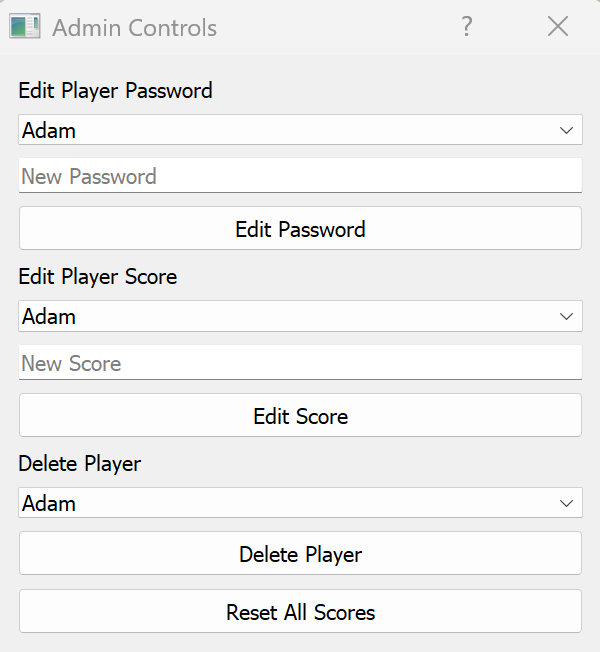 Admin Controls ?
Edit Player Password
Adam
New Password
Edit Password
Edit Player Score
Adam
New Score
Edit Score
Delete Player
Adam
Delete Player
Reset All Scores